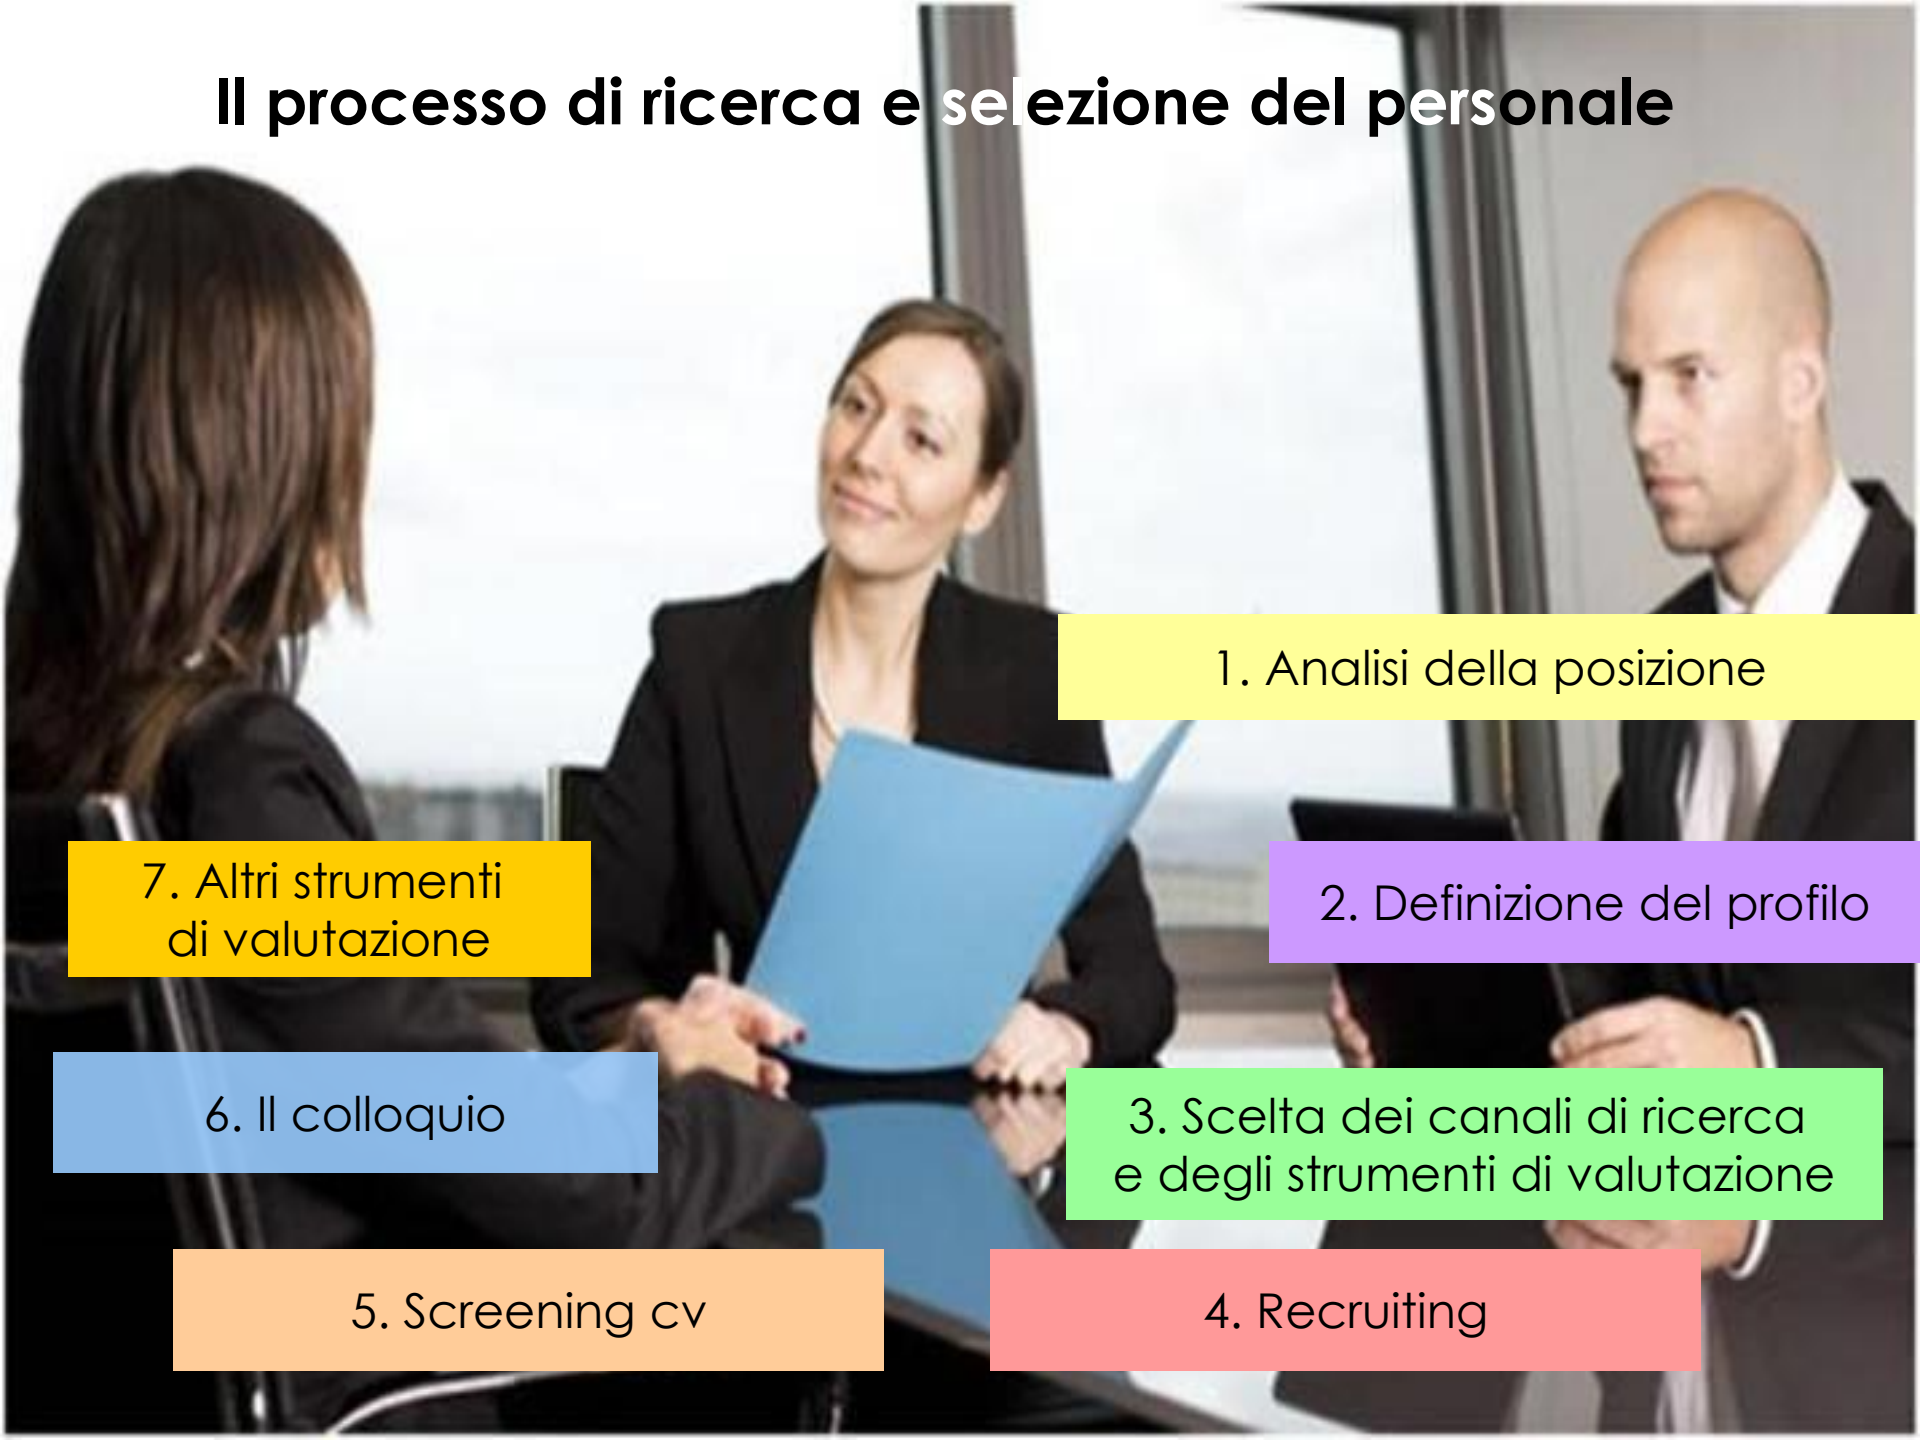 Il processo di ricerca e selezione del personale
1. Analisi della posizione
2. Definizione del profilo
3. Scelta dei canali di ricerca
e degli strumenti di valutazione
4. Recruiting
5. Screening cv
6. Il colloquio
7. Altri strumenti
di valutazione